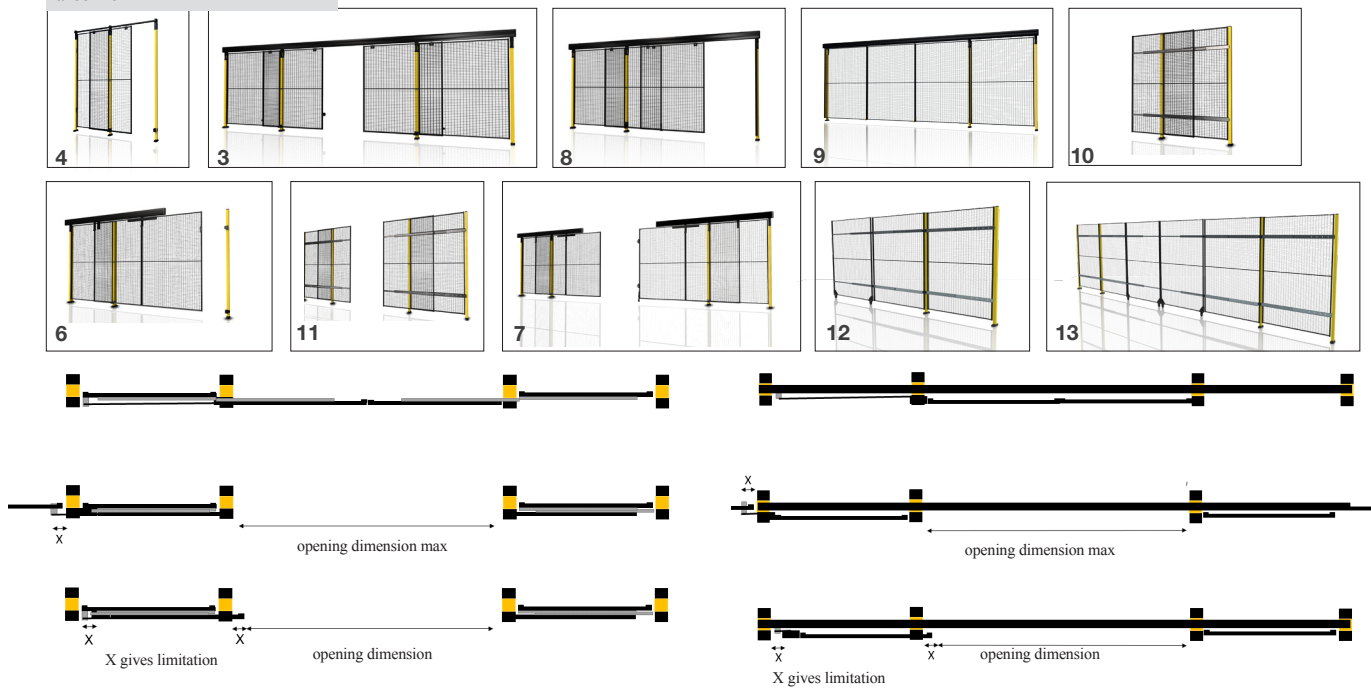 4
3
8
9
10
6
11
7
12
13
X
opening dimension max
X
X
opening dimension
X gives limitation
X
opening dimension max
X
X
opening dimension
X gives limitation